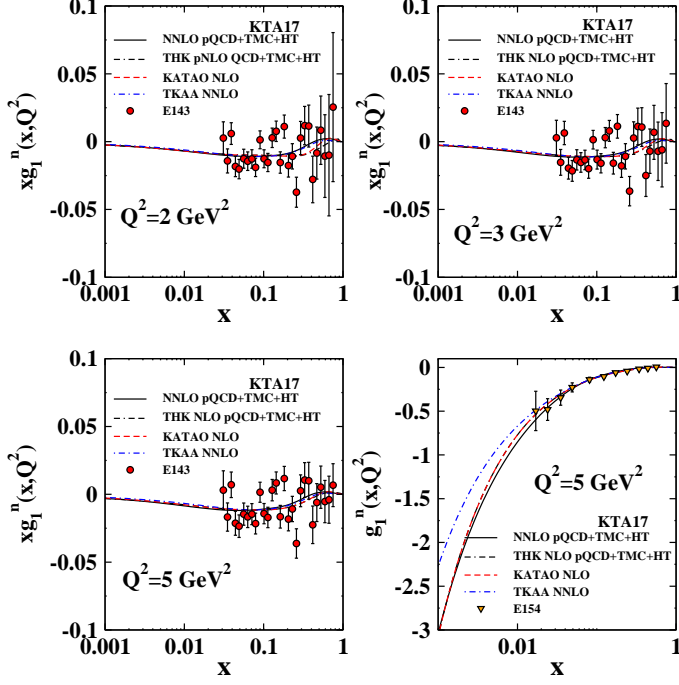 KTA17
NNLO pQCD+TMC+HT
THK pNLO QCD+TMC+HT
KATAO NLO
TKAA NNLO
E143
0.1
0.05
0
-0.05
-0.1
xg₁ⁿ(x,Q²)
Q²=2 GeV²
0.001 0.01 0.1 1
x
KTA17
NNLO pQCD+TMC+HT
THK NLO pQCD+TMC+HT
KATAO NLO
TKAA NNLO
E143
0.1
0.05
0
-0.05
-0.1
xg₁ⁿ(x,Q²)
Q²=3 GeV²
0.001 0.01 0.1 1
x
KTA17
NNLO pQCD+TMC+HT
THK NLO pQCD+TMC+HT
KATAO NLO
TKAA NNLO
E143
0.1
0.05
0
-0.05
-0.1
xg₁ⁿ(x,Q²)
Q²=5 GeV²
0.001 0.01 0.1 1
x
0
-0.5
-1
-1.5
-2
-2.5
-3
g₁ⁿ(x,Q²)
Q²=5 GeV²
KTA17
NNLO pQCD+TMC+HT
THK NLO pQCD+TMC+HT
KATAO NLO
TKAA NNLO
E154
0.01 0.1 1
x